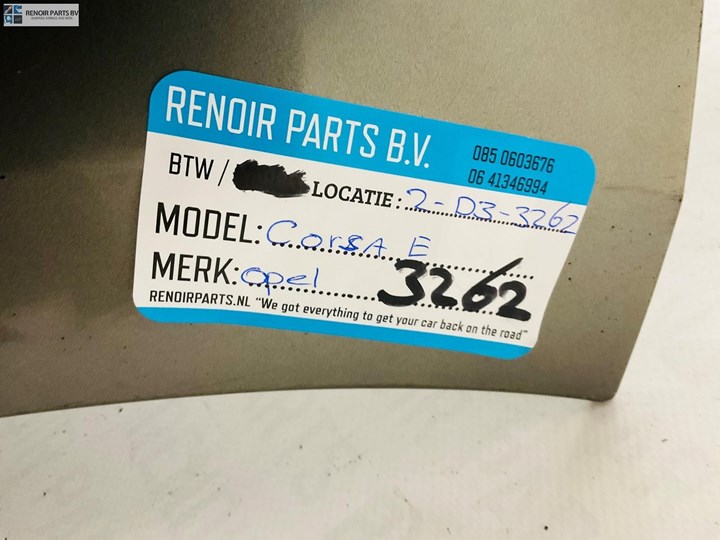 RENOIR PARTS BV
RENOIR PARTS B.V.
085 0603676
06 41346994
BTW / LOCATIE: 2-D3-3262
MODEL: Corsa E
MERK: opel
3262
RENOIRPARTS.NL "We got everything to get your car back on the road"